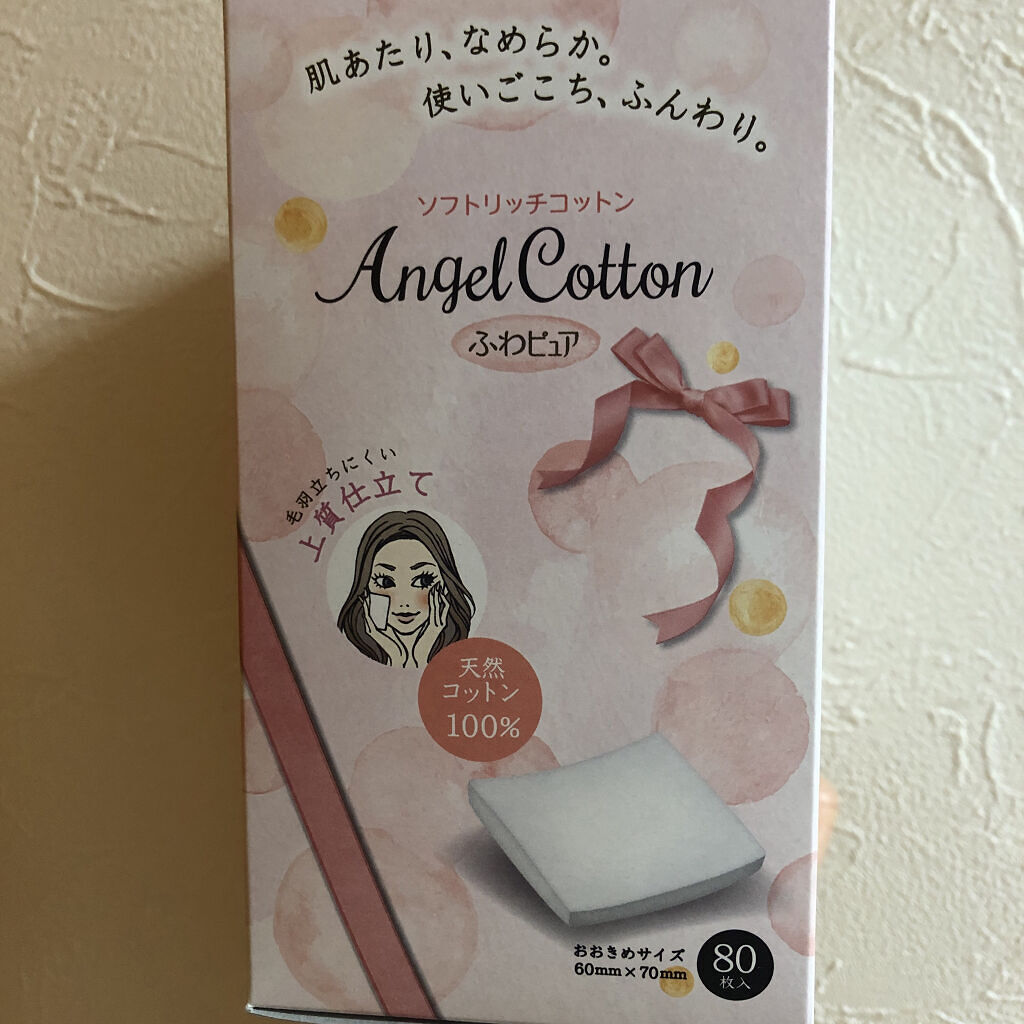 肌あたり、なめらか。
使いごこち、ふんわり。
ソフトリッチコットン
Angel Cotton
ふわピュア
毛羽立ちにくい
上質仕立て
天然
コットン
100%
おおきめサイズ
60mm×70mm
80
枚入